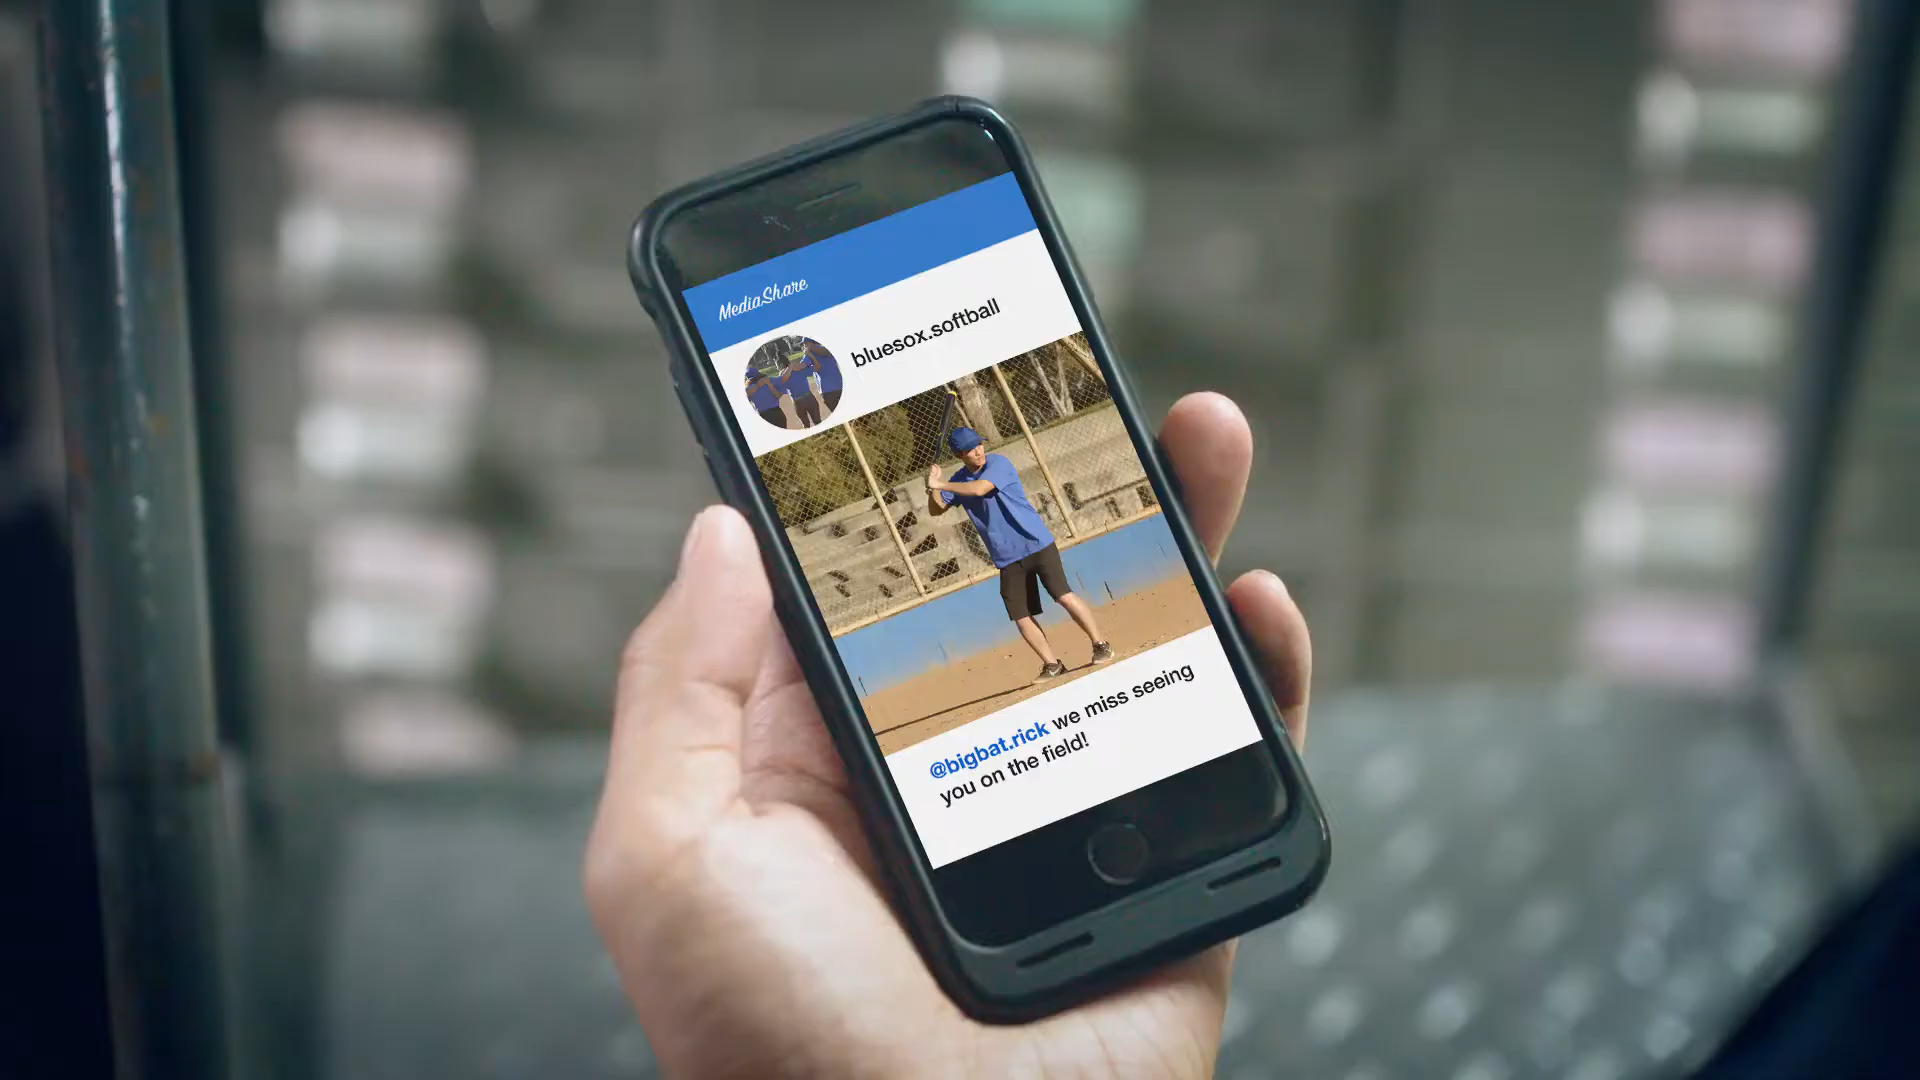 MediaShare
bluesox.softball
@bigbat.rick we miss seeing
you on the field!